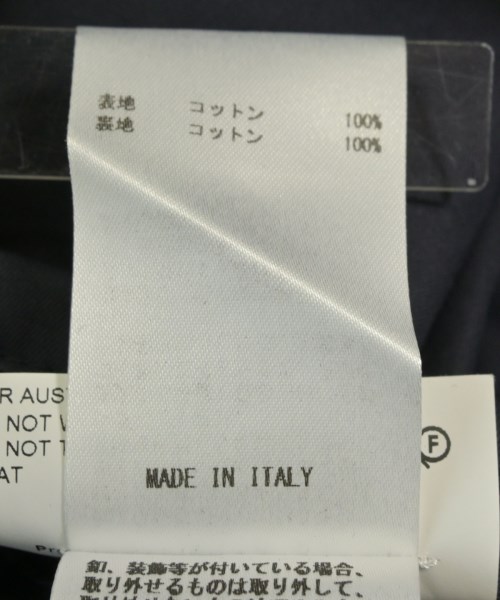 表地 コットン 100%
裏地 コットン 100%
R AUS
NOT W
NOT T
AT
F
MADE IN ITALY
釦、装飾等が付いている場合、
取り外せるものは取り外して、